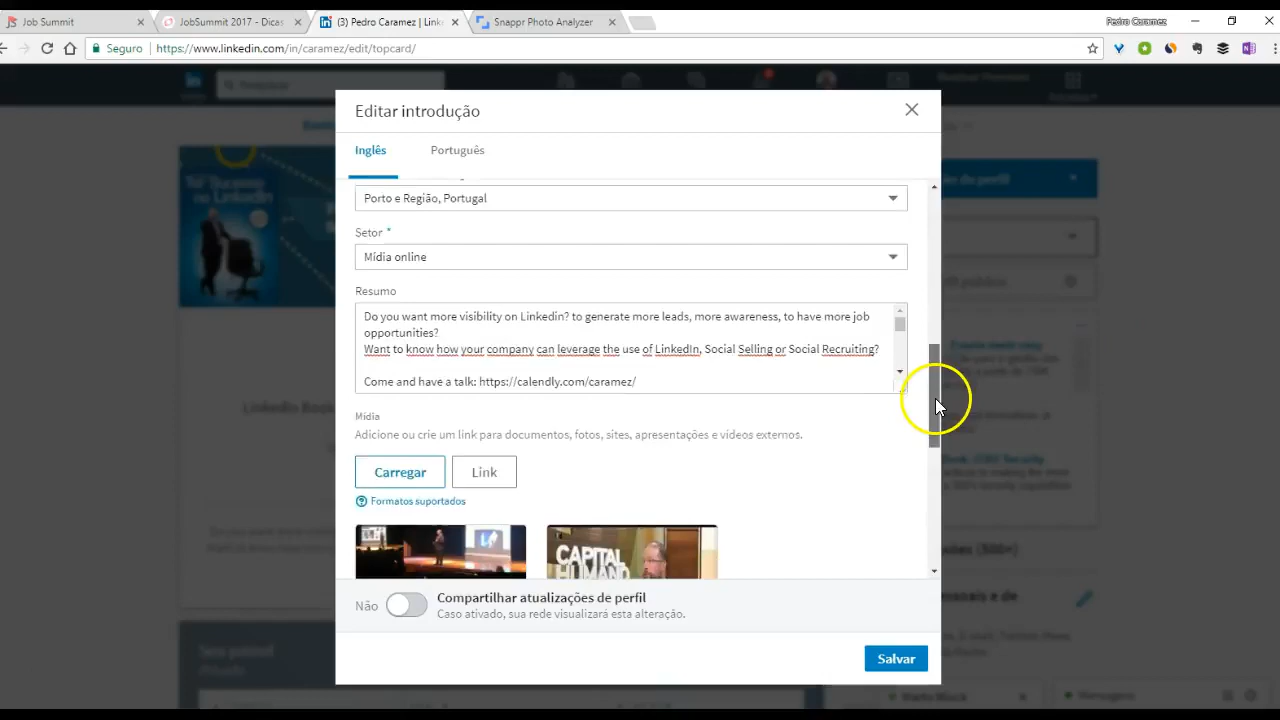 Job Summit
JobSummit 2017 - Dicas
(3) Pedro Caramez | Link
Snappr Photo Analyzer
Pedro Caramez
Seguro
https://www.linkedin.com/in/caramez/edit/topcard/
Editar introdução
Inglês
Português
Porto e Região, Portugal
Setor *
Mídia online
Resumo
Do you want more visibility on Linkedin? to generate more leads, more awareness, to have more job
opportunities?
Want to know how your company can leverage the use of LinkedIn, Social Selling or Social Recruiting?
Come and have a talk: https://calendly.com/caramez/
Mídia
Adicione ou crie um link para documentos, fotos, sites, apresentações e vídeos externos.
Carregar
Link
Formatos suportados
CAPITAL
HUMANO
Não
Compartilhar atualizações de perfil
Caso ativado, sua rede visualizará esta alteração.
Salvar